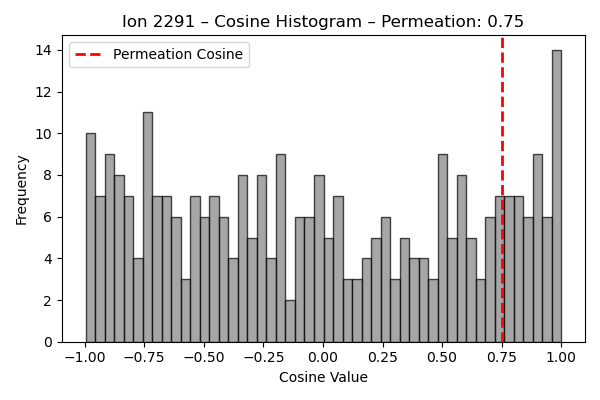 Ion 2291 – Cosine Histogram – Permeation: 0.75
Permeation Cosine
Frequency
14
12
10
8
6
4
2
0
−1.00 −0.75 −0.50 −0.25 0.00 0.25 0.50 0.75 1.00
Cosine Value